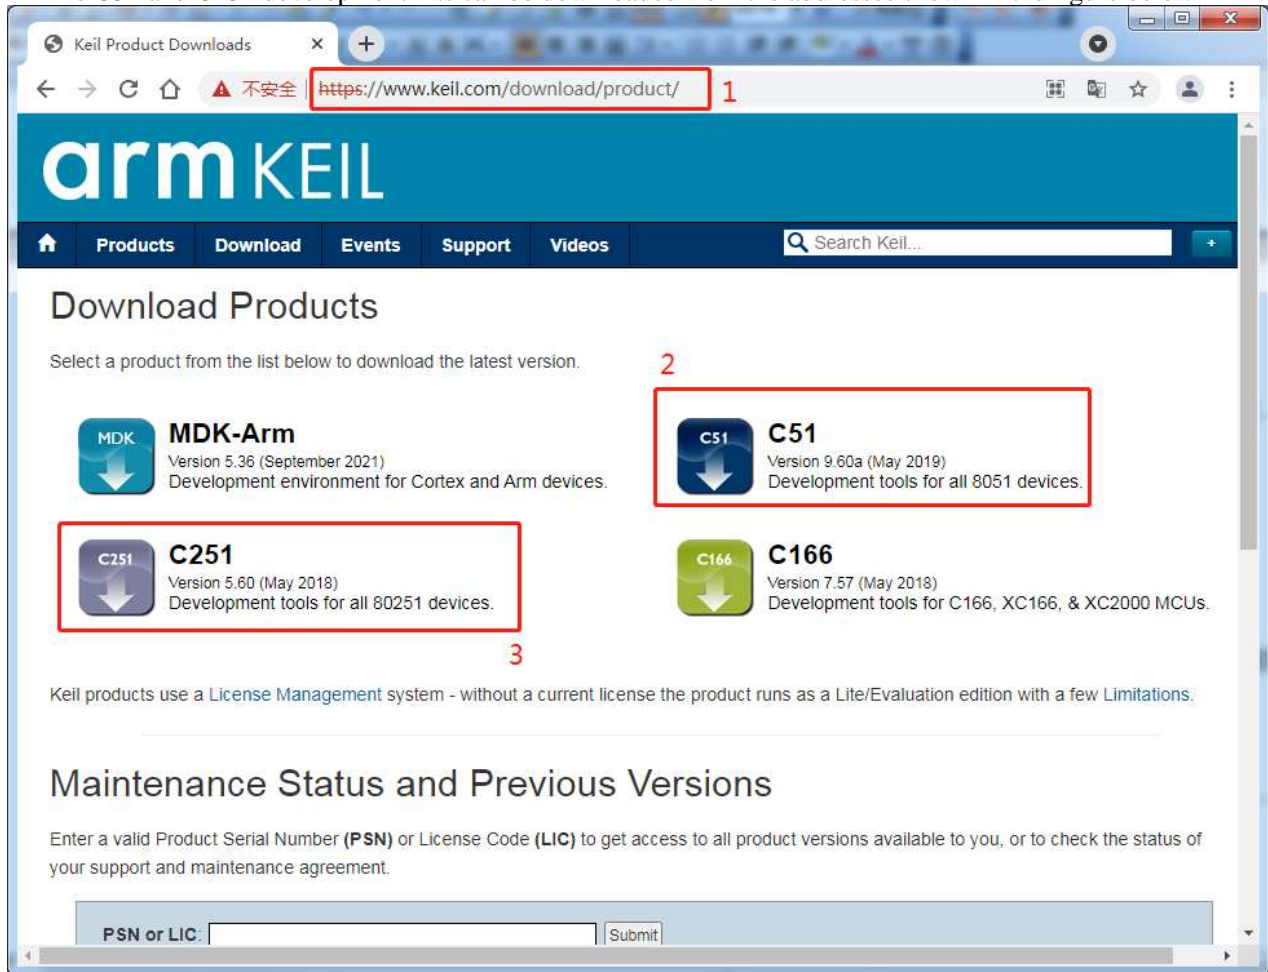 Keil Product Downloads
不安全 https://www.keil.com/download/product/ 1
arm KEIL
Products Download Events Support Videos Search Keil...
Download Products
Select a product from the list below to download the latest version.
2
MDK
MDK-Arm
Version 5.36 (September 2021)
Development environment for Cortex and Arm devices.
C51
C51
Version 9.60a (May 2019)
Development tools for all 8051 devices.
C251
C251
Version 5.60 (May 2018)
Development tools for all 80251 devices.
3
C166
C166
Version 7.57 (May 2018)
Development tools for C166, XC166, & XC2000 MCUs.
Keil products use a License Management system - without a current license the product runs as a Lite/Evaluation edition with a few Limitations.
Maintenance Status and Previous Versions
Enter a valid Product Serial Number (PSN) or License Code (LIC) to get access to all product versions available to you, or to check the status of
your support and maintenance agreement.
PSN or LIC: Submit